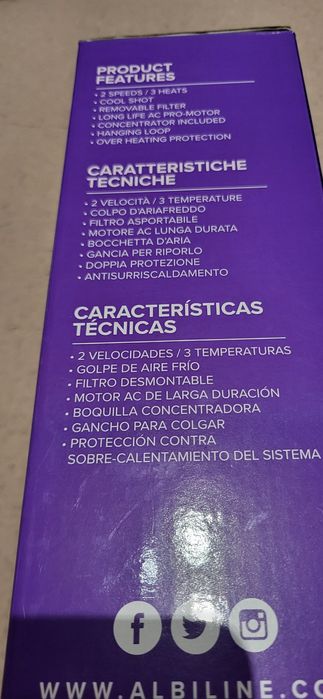 PRODUCT
FEATURES
• 2 SPEEDS / 3 HEATS
• COOL SHOT
• REMOVABLE FILTER
• LONG LIFE AC PRO-MOTOR
• CONCENTRATOR INCLUDED
• HANGING LOOP
• OVER HEATING PROTECTION
CARATTERISTICHE
TECNICHE
• 2 VELOCITÀ / 3 TEMPERATURE
• COLPO D'ARIAFREDDO
• FILTRO ASPORTABILE
• MOTORE AC LUNGA DURATA
• BOCCHETTA D'ARIA
• GANCIA PER RIPORLO
• DOPPIA PROTEZIONE
• ANTISURRISCALDAMENTO
CARACTERÍSTICAS
TÉCNICAS
• 2 VELOCIDADES / 3 TEMPERATURAS
• GOLPE DE AIRE FRÍO
• FILTRO DESMONTABLE
• MOTOR AC DE LARGA DURACIÓN
• BOQUILLA CONCENTRADORA
• GANCHO PARA COLGAR
• PROTECCIÓN CONTRA
SOBRE-CALENTAMIENTO DEL SISTEMA
WWW.ALBILINE.CO